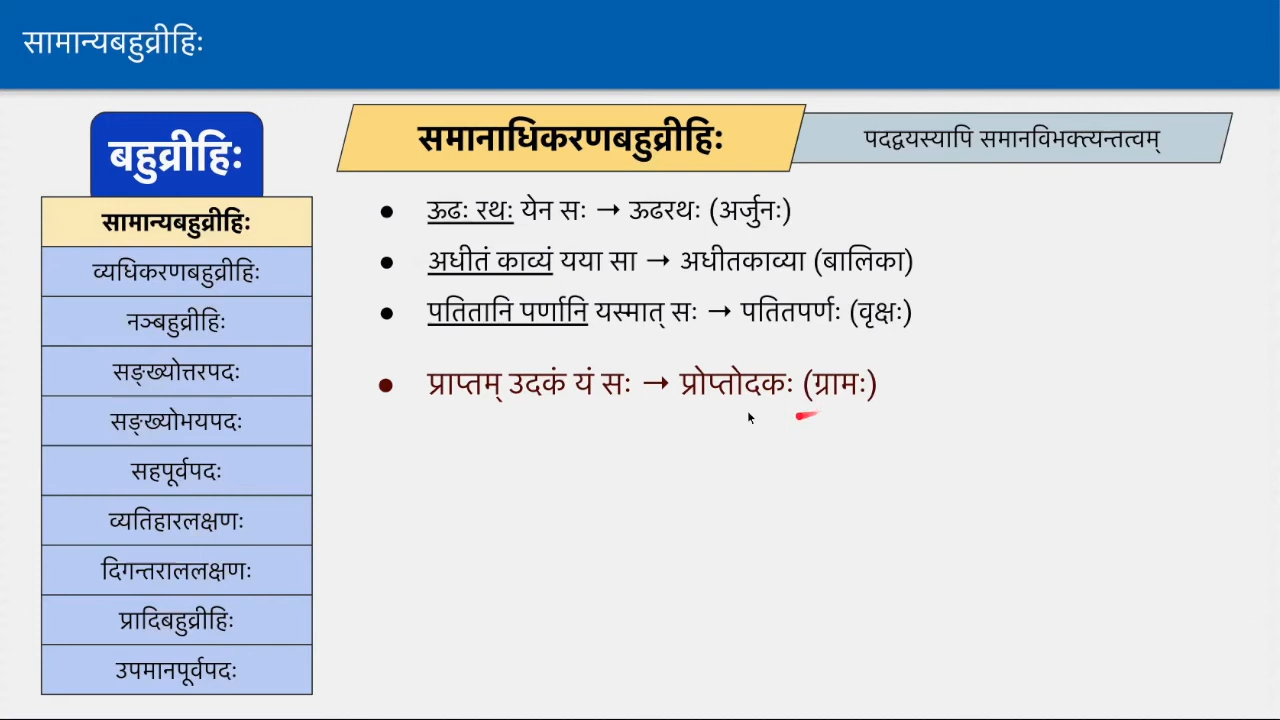 सामान्यबहुव्रीहिः
बहुव्रीहिः
सामान्यबहुव्रीहिः
व्यधिकरणबहुव्रीहिः
नञ्बहुव्रीहिः
सङ्ख्योत्तरपदः
सङ्ख्योभयपदः
सहपूर्वपदः
व्यतिहारलक्षणः
दिगन्तराललक्षणः
प्रादिबहुव्रीहिः
उपमानपूर्वपदः
समानाधिकरणबहुव्रीहिः
पदद्वयस्यापि समानविभक्त्यन्तत्वम्
● ऊढः रथः येन सः → ऊढरथः (अर्जुनः)
● अधीतं काव्यं यया सा → अधीतकाव्या (बालिका)
● पतितानि पर्णानि यस्मात् सः → पतितपर्णः (वृक्षः)
● प्राप्तम् उदकं यं सः → प्रोप्तोदकः (ग्रामः)